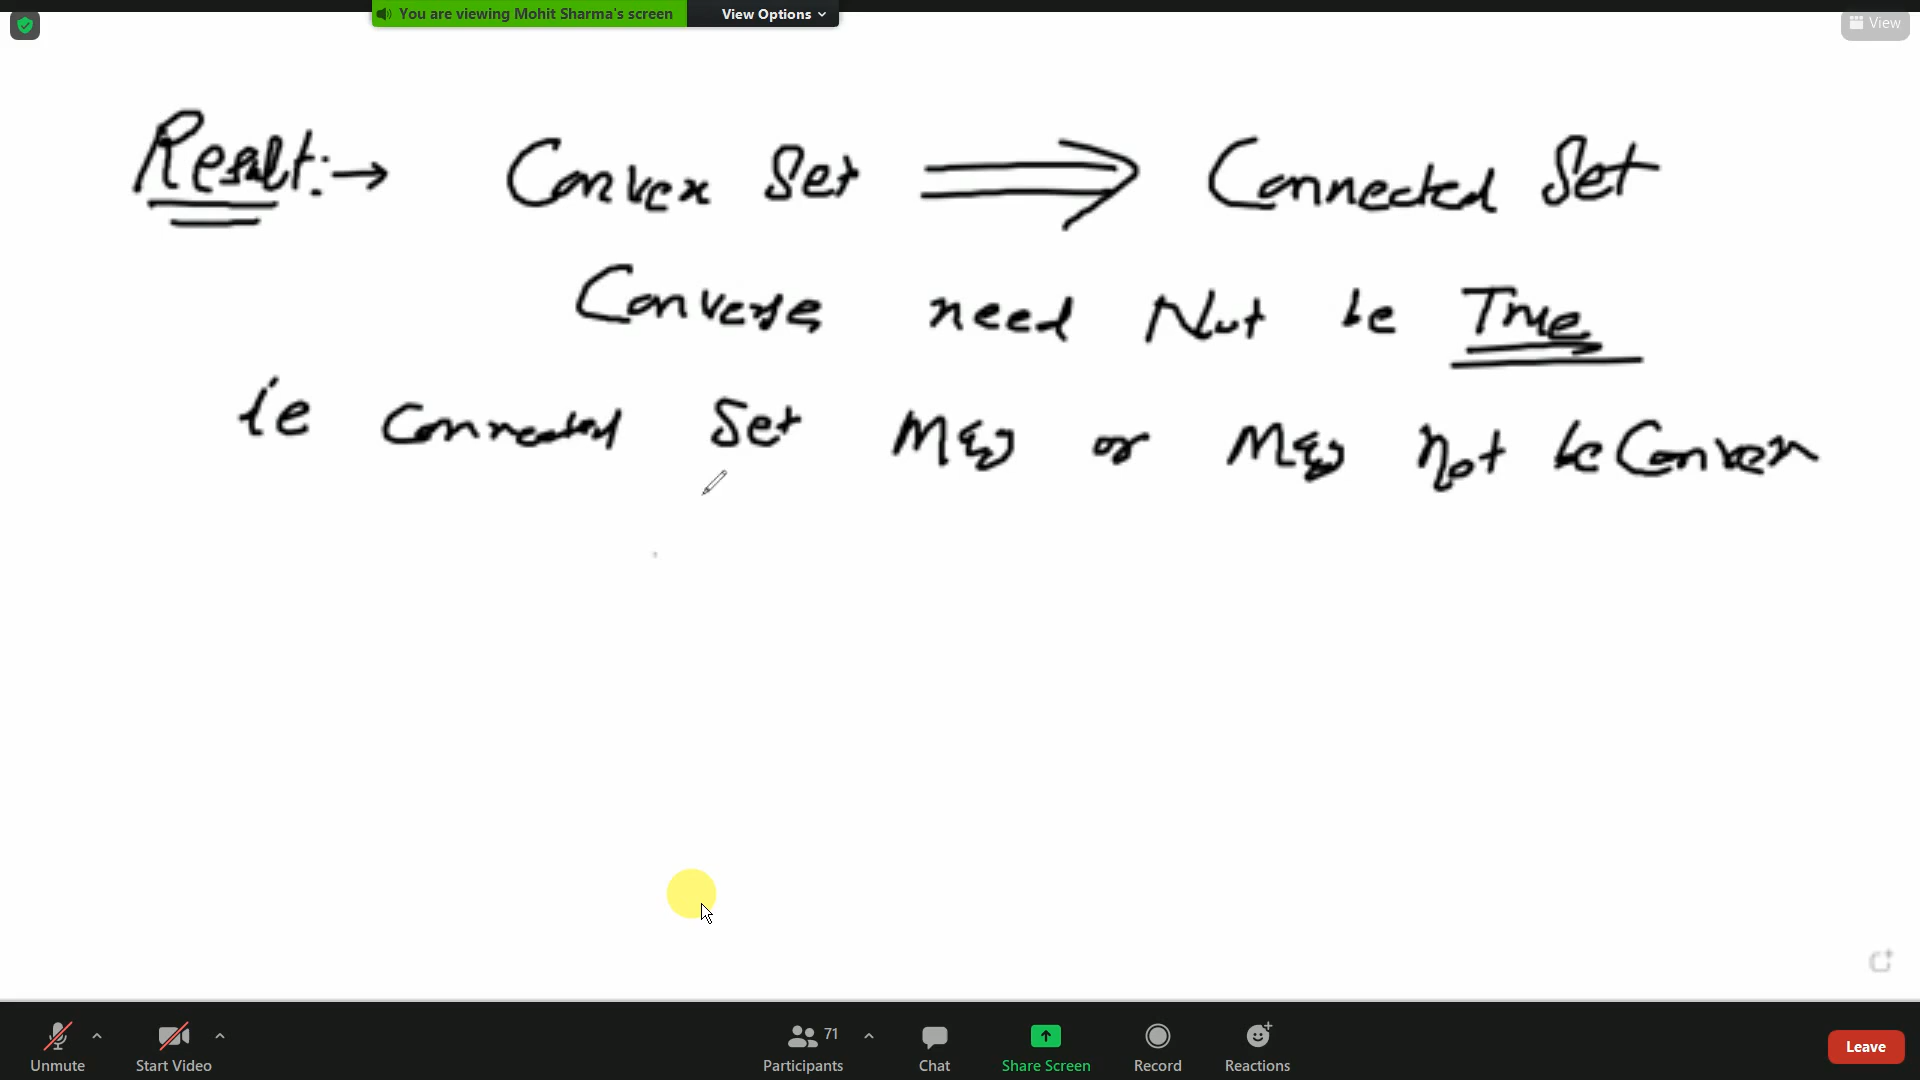 You are viewing Mohit Sharma's screen View Options
View
Result:→ Convex Set ⟹ Connected Set
Converse need Not be True
ie Connected Set May or May not be Convex
Unmute Start Video 71 Participants Chat Share Screen Record Reactions Leave